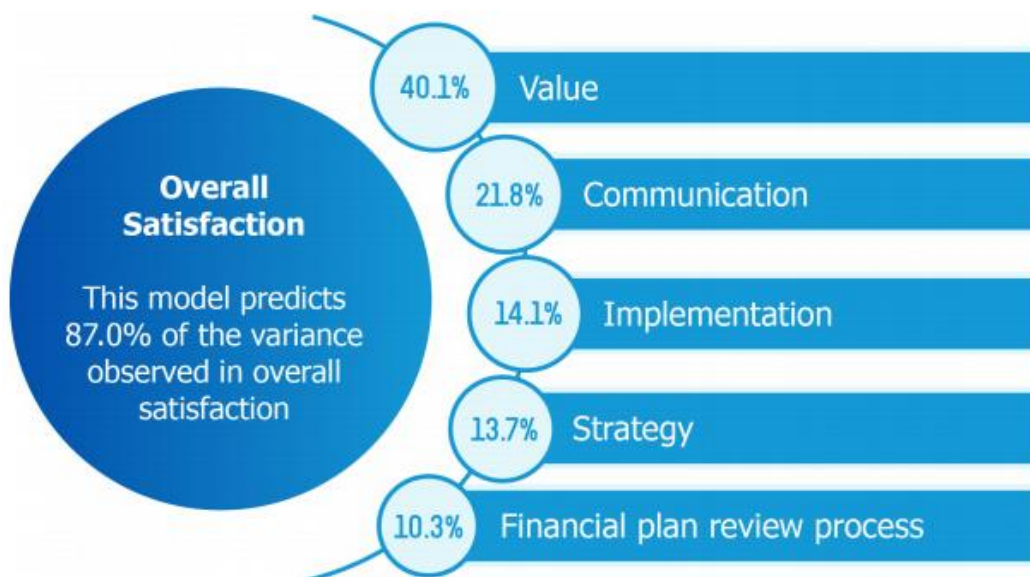 Overall
Satisfaction
This model predicts
87.0% of the variance
observed in overall
satisfaction
40.1% Value
21.8% Communication
14.1% Implementation
13.7% Strategy
10.3% Financial plan review process